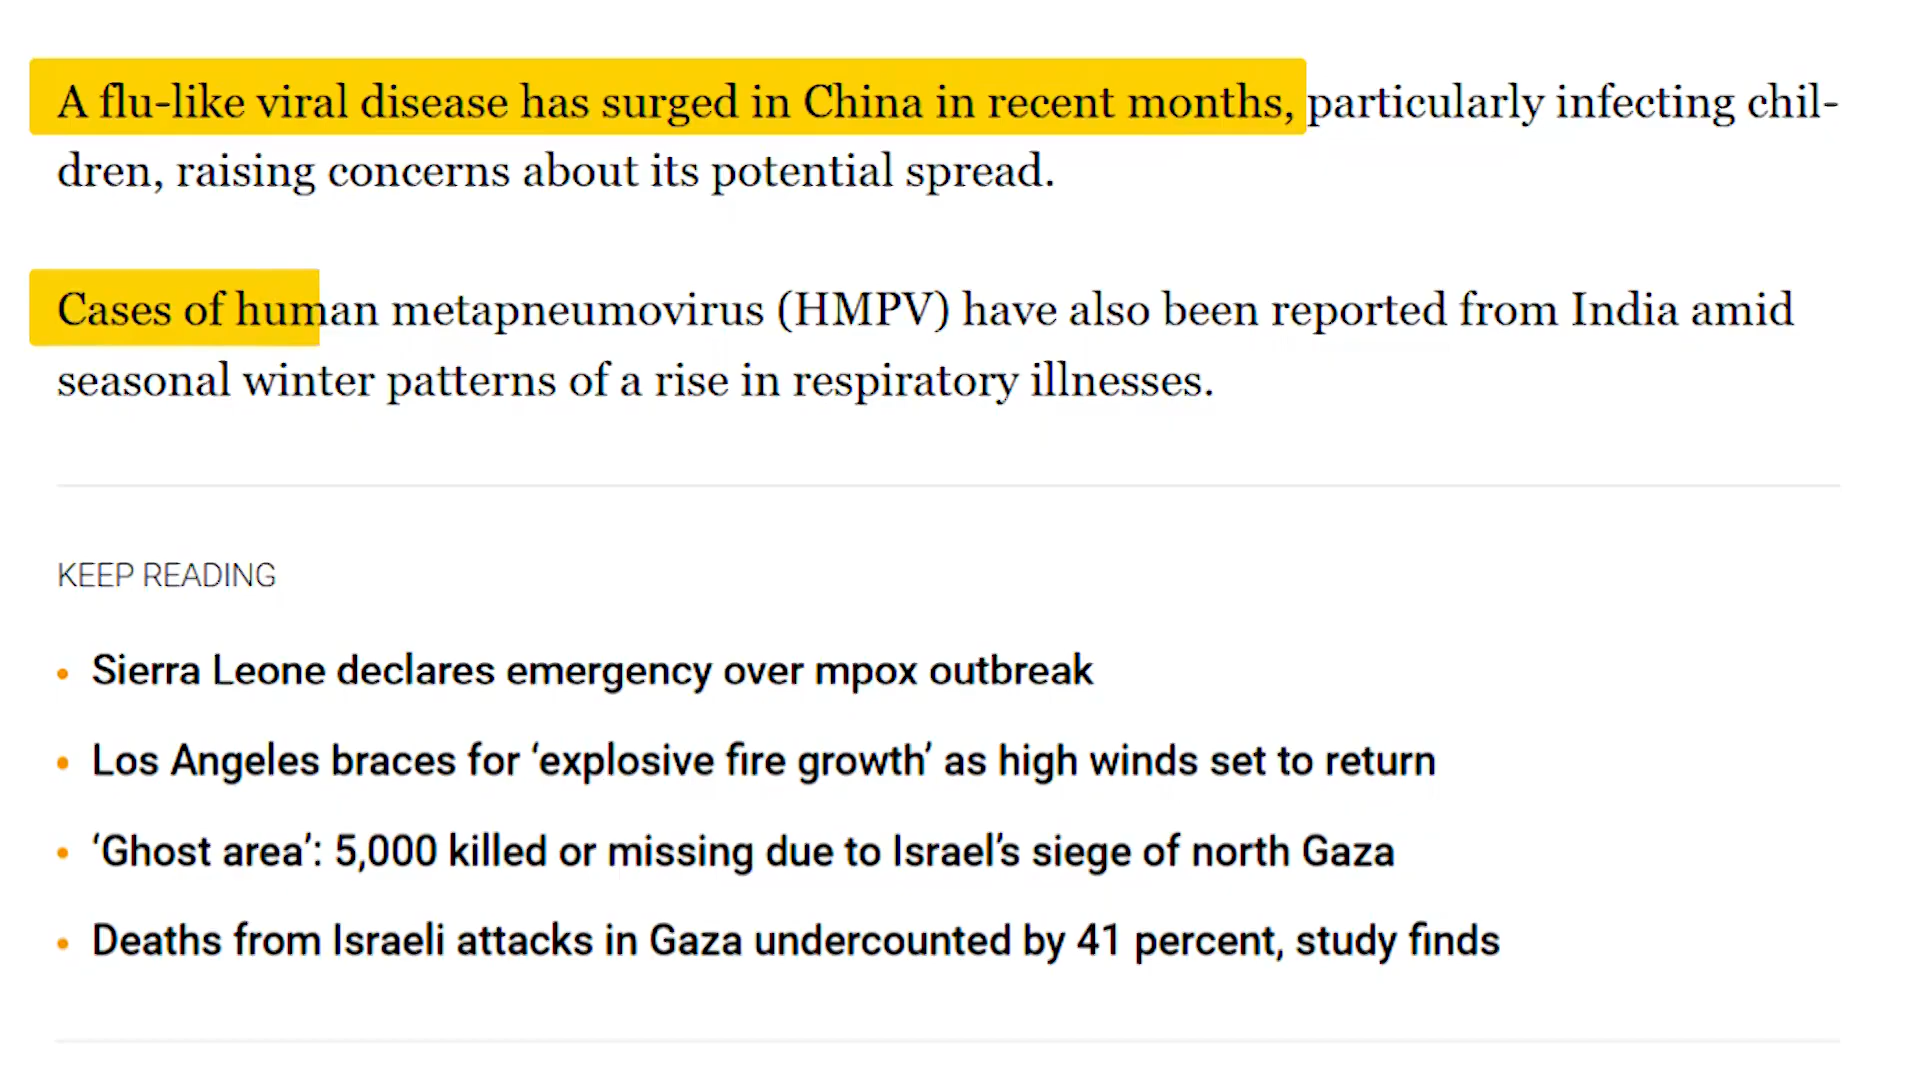 A flu-like viral disease has surged in China in recent months, particularly infecting chil-
dren, raising concerns about its potential spread.
Cases of human metapneumovirus (HMPV) have also been reported from India amid
seasonal winter patterns of a rise in respiratory illnesses.
KEEP READING
• Sierra Leone declares emergency over mpox outbreak
• Los Angeles braces for ‘explosive fire growth’ as high winds set to return
• ‘Ghost area’: 5,000 killed or missing due to Israel’s siege of north Gaza
• Deaths from Israeli attacks in Gaza undercounted by 41 percent, study finds